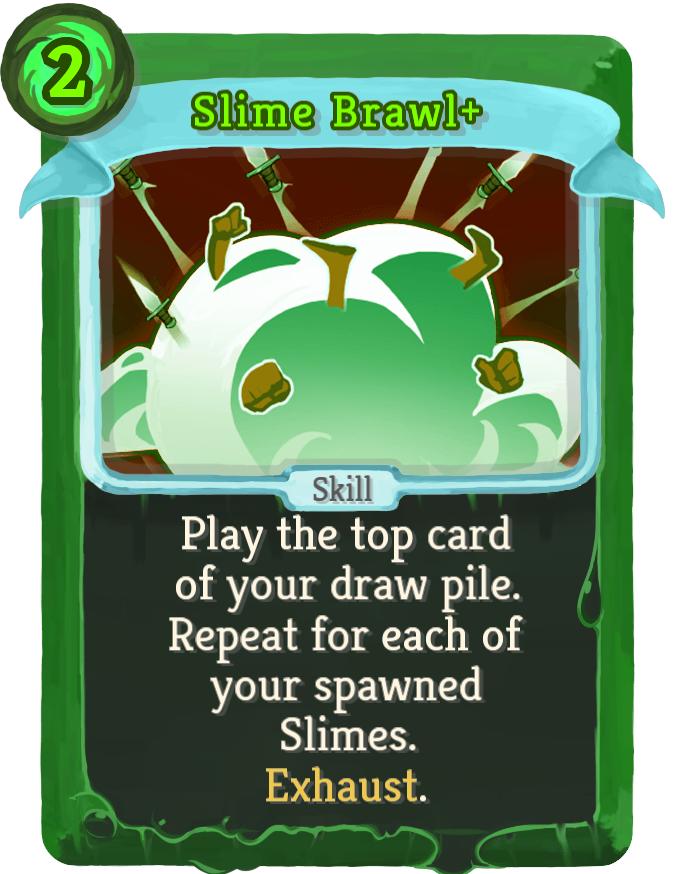 2
Slime Brawl+
Skill
Play the top card
of your draw pile.
Repeat for each of
your spawned
Slimes.
Exhaust.